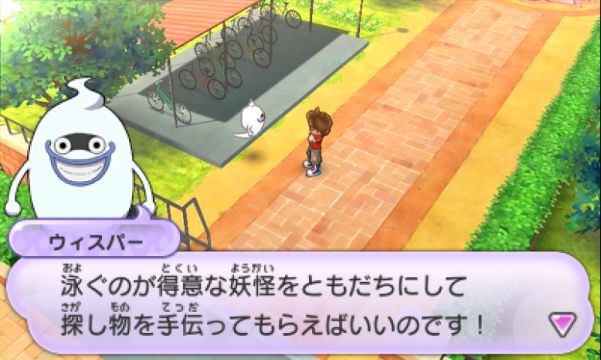 ウィスパー
泳ぐのが得意な妖怪をともだちにして
探し物を手伝ってもらえばいいのです！